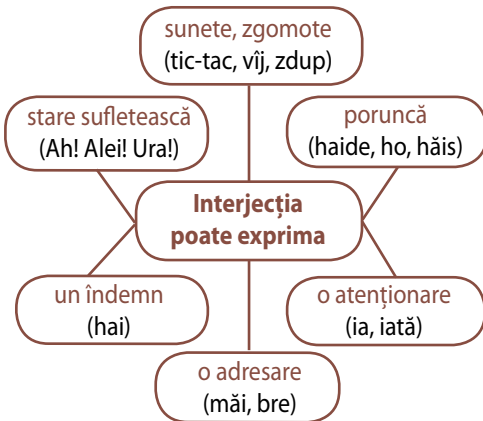 sunete, zgomote
(tic-tac, vîj, zdup)
stare sufletească
(Ah! Alei! Ura!)
poruncă
(haide, ho, hăis)
Interjecția
poate exprima
un îndemn
(hai)
o atenționare
(ia, iată)
o adresare
(măi, bre)